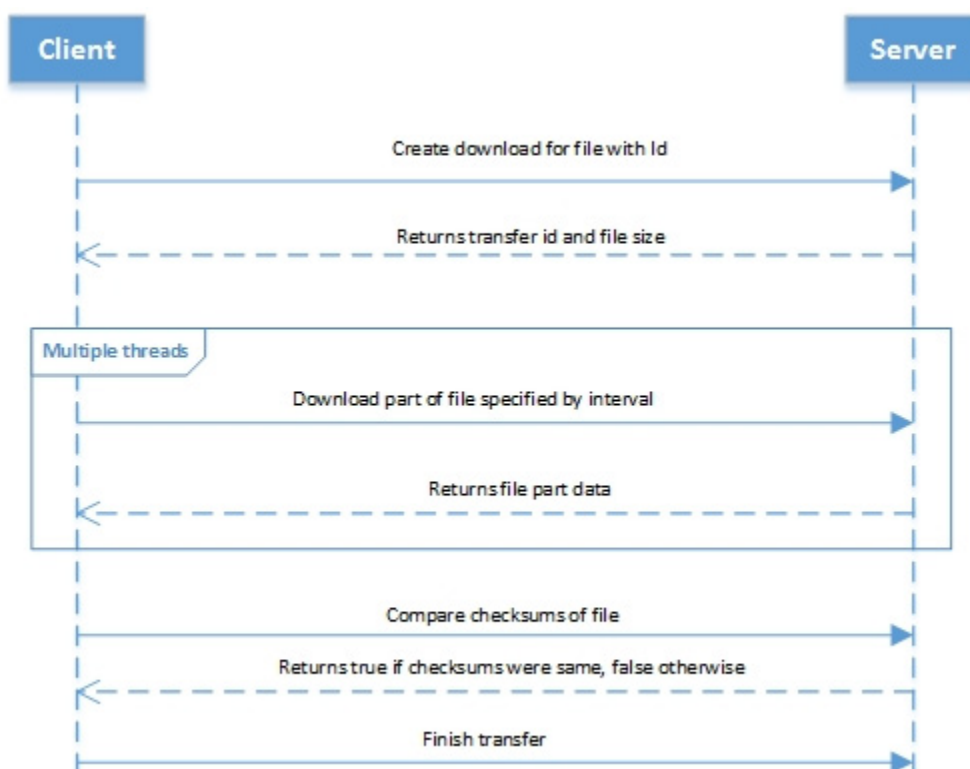 Client
Server
Create download for file with Id
Returns transfer id and file size
Multiple threads
Download part of file specified by interval
Returns file part data
Compare checksums of file
Returns true if checksums were same, false otherwise
Finish transfer